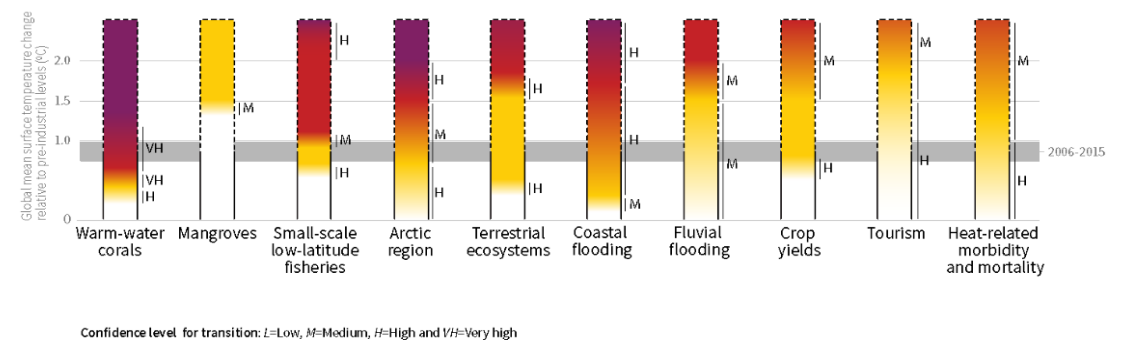 Global mean surface temperature change
relative to pre-industrial levels (ºC)
2.0
1.5
1.0
0
2006-2015
VH
VH
H
M
H
M
H
H
M
H
H
H
H
H
M
M
M
M
H
M
H
M
H
Warm-water
corals
Mangroves
Small-scale
low-latitude
fisheries
Arctic
region
Terrestrial
ecosystems
Coastal
flooding
Fluvial
flooding
Crop
yields
Tourism
Heat-related
morbidity
and mortality
Confidence level for transition: L=Low, M=Medium, H=High and VH=Very high